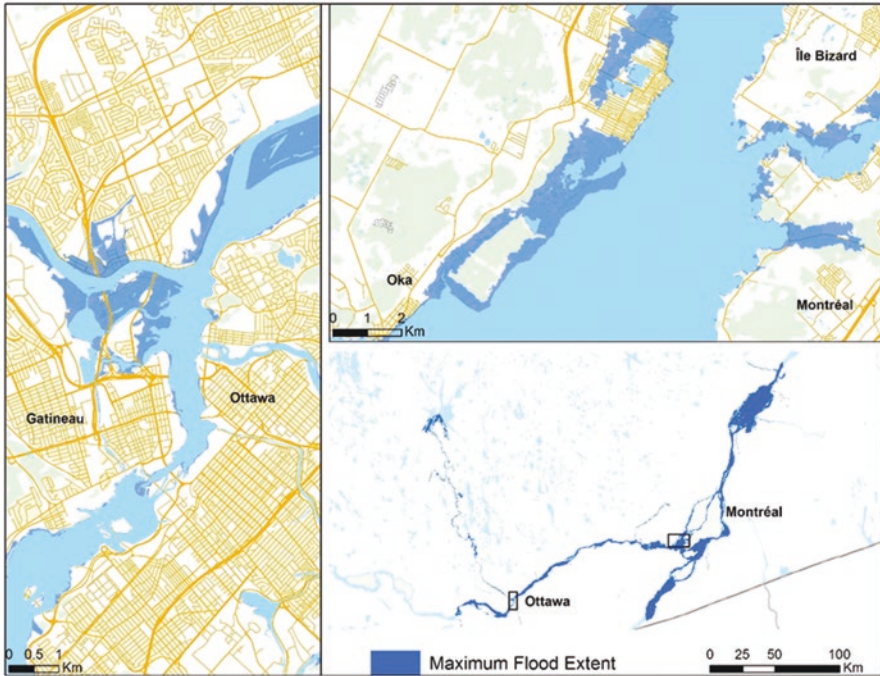 Gatineau
Ottawa
0 0.5 1
Km
Île Bizard
Oka
Montréal
0 1 2
Km
Montréal
Ottawa
Maximum Flood Extent
0 25 50 100
Km